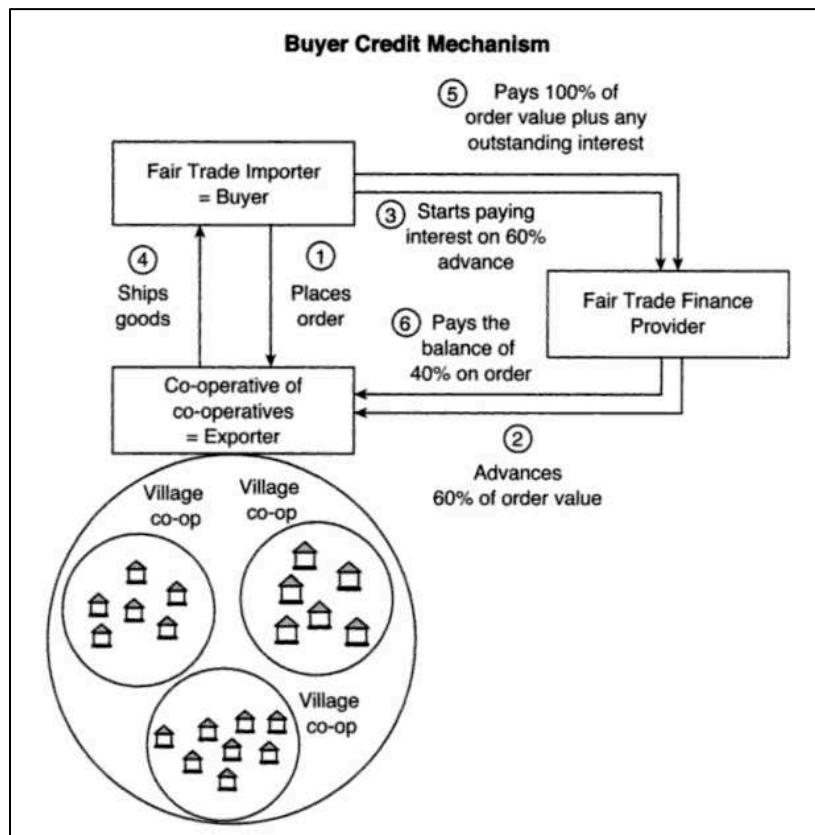 Buyer Credit Mechanism
5 Pays 100% of
order value plus any
outstanding interest
Fair Trade Importer
= Buyer
3 Starts paying
interest on 60%
advance
4
Ships
goods
1
Places
order
Fair Trade Finance
Provider
6 Pays the
balance of
40% on order
Co-operative of
co-operatives
= Exporter
2
Advances
60% of order value
Village
co-op
Village
co-op
Village
co-op